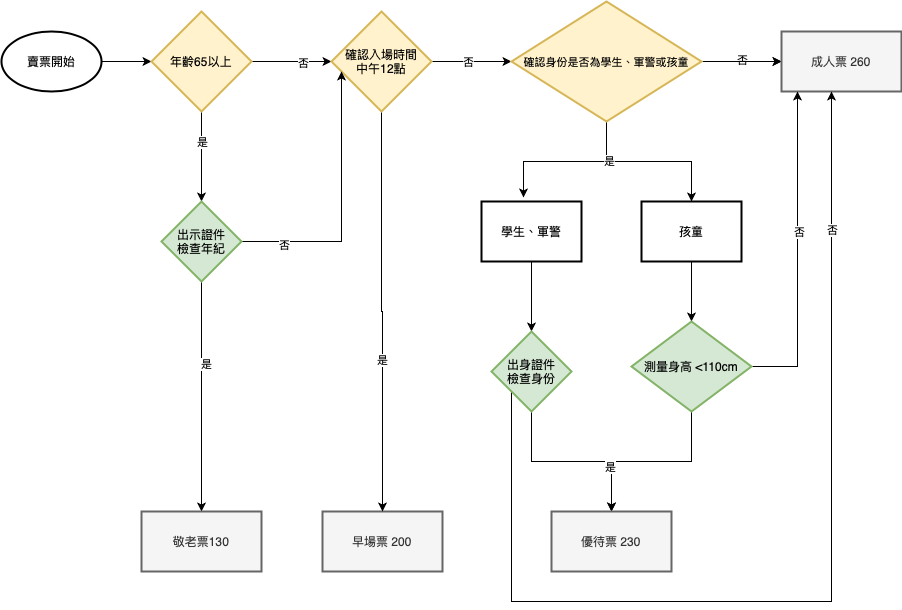 賣票開始
年齡65以上
否
確認入場時間
中午12點
否
確認身份是否為學生、軍警或孩童
否
成人票 260
是
是
學生、軍警
孩童
出示證件
檢查年紀
否
否
否
是
是
出身證件
檢查身份
測量身高 <110cm
是
敬老票130
早場票 200
優待票 230